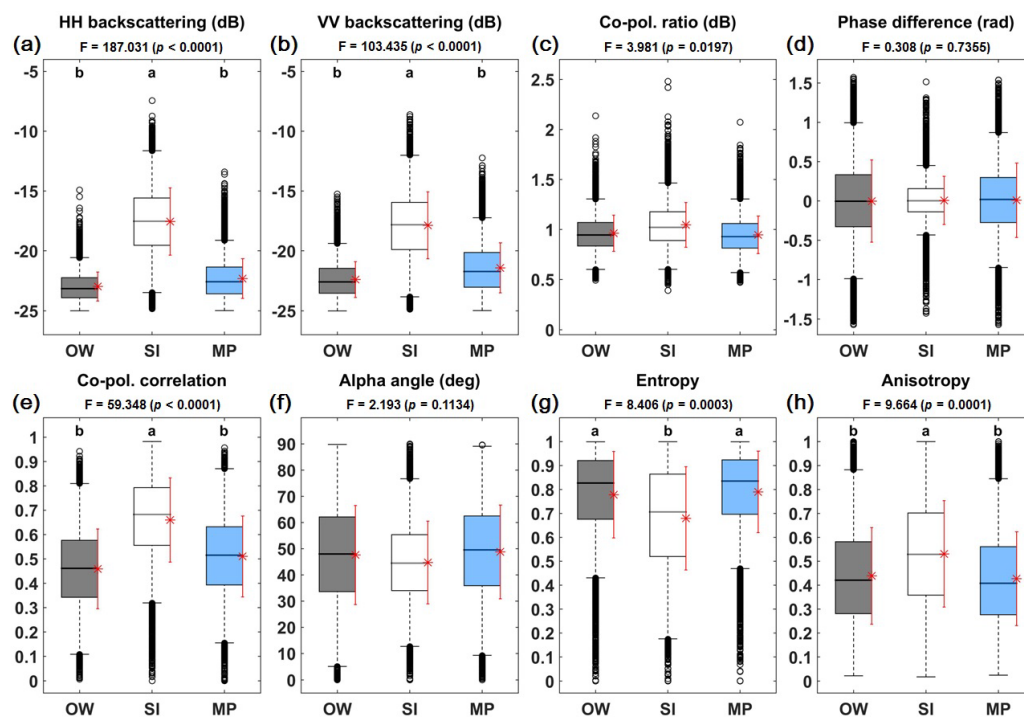 HH backscattering (dB)
(a)
F = 187.031 (p < 0.0001)
b a b
-5
-10
-15
-20
-25
OW SI MP
VV backscattering (dB)
(b)
F = 103.435 (p < 0.0001)
b a b
-5
-10
-15
-20
-25
OW SI MP
Co-pol. ratio (dB)
(c)
F = 3.981 (p = 0.0197)
2.5
2
1.5
1
0.5
0
OW SI MP
Phase difference (rad)
(d)
F = 0.308 (p = 0.7355)
1.5
1
0.5
0
-0.5
-1
-1.5
OW SI MP
Co-pol. correlation
(e)
F = 59.348 (p < 0.0001)
b a b
1
0.9
0.8
0.7
0.6
0.5
0.4
0.3
0.2
0.1
0
OW SI MP
Alpha angle (deg)
(f)
F = 2.193 (p = 0.1134)
90
80
70
60
50
40
30
20
10
0
OW SI MP
Entropy
(g)
F = 8.406 (p = 0.0003)
a b a
1
0.9
0.8
0.7
0.6
0.5
0.4
0.3
0.2
0.1
0
OW SI MP
Anisotropy
(h)
F = 9.664 (p = 0.0001)
b a b
1
0.9
0.8
0.7
0.6
0.5
0.4
0.3
0.2
0.1
0
OW SI MP